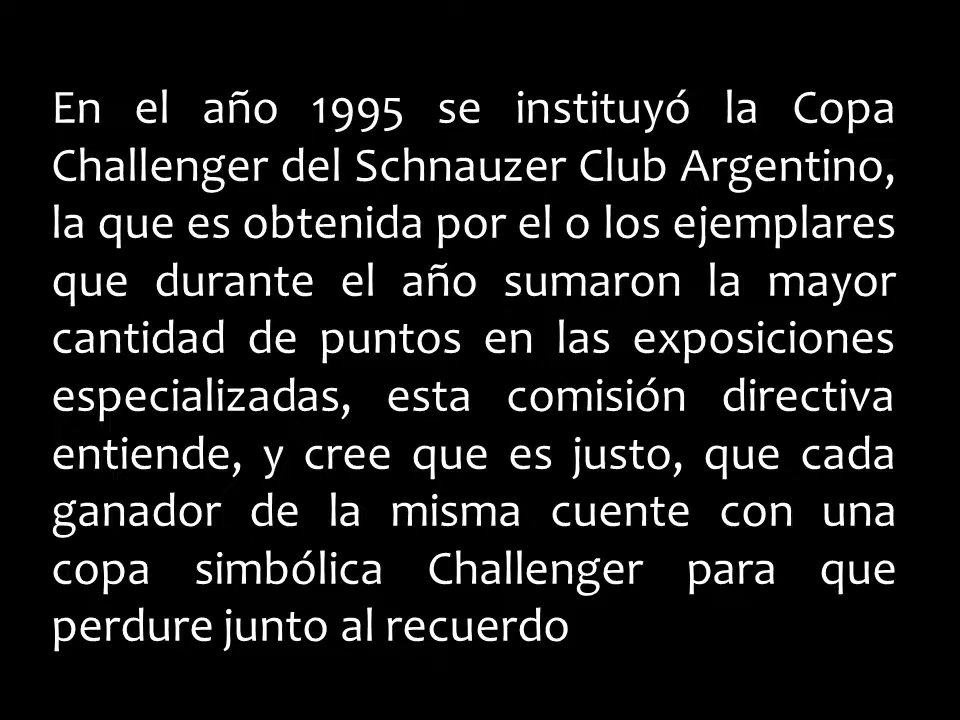 En el año 1995 se instituyó la Copa
Challenger del Schnauzer Club Argentino,
la que es obtenida por el o los ejemplares
que durante el año sumaron la mayor
cantidad de puntos en las exposiciones
especializadas, esta comisión directiva
entiende, y cree que es justo, que cada
ganador de la misma cuente con una
copa simbólica Challenger para que
perdure junto al recuerdo